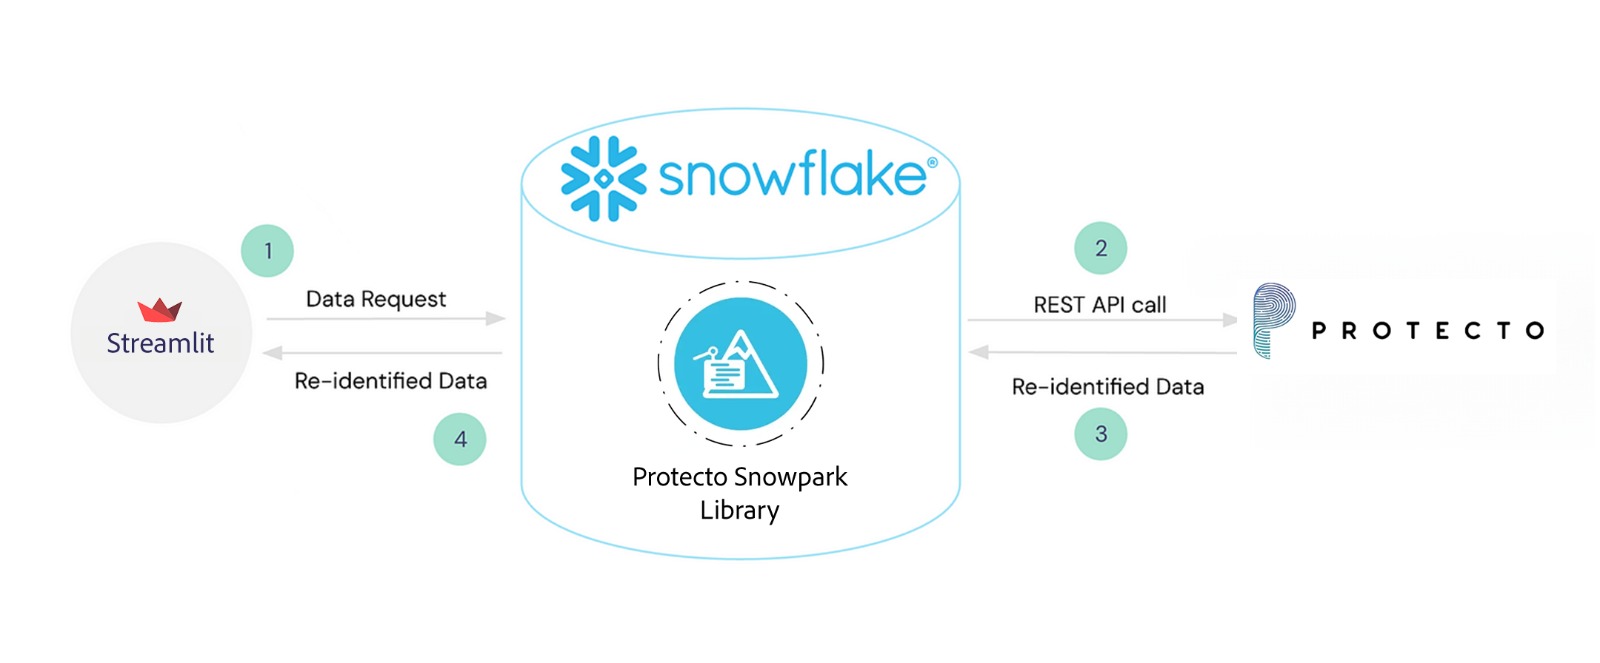 snowflake®
1
2
Data Request
REST API call
Streamlit
PROTECTO
Re-identified Data
Re-identified Data
4
3
Protecto Snowpark
Library